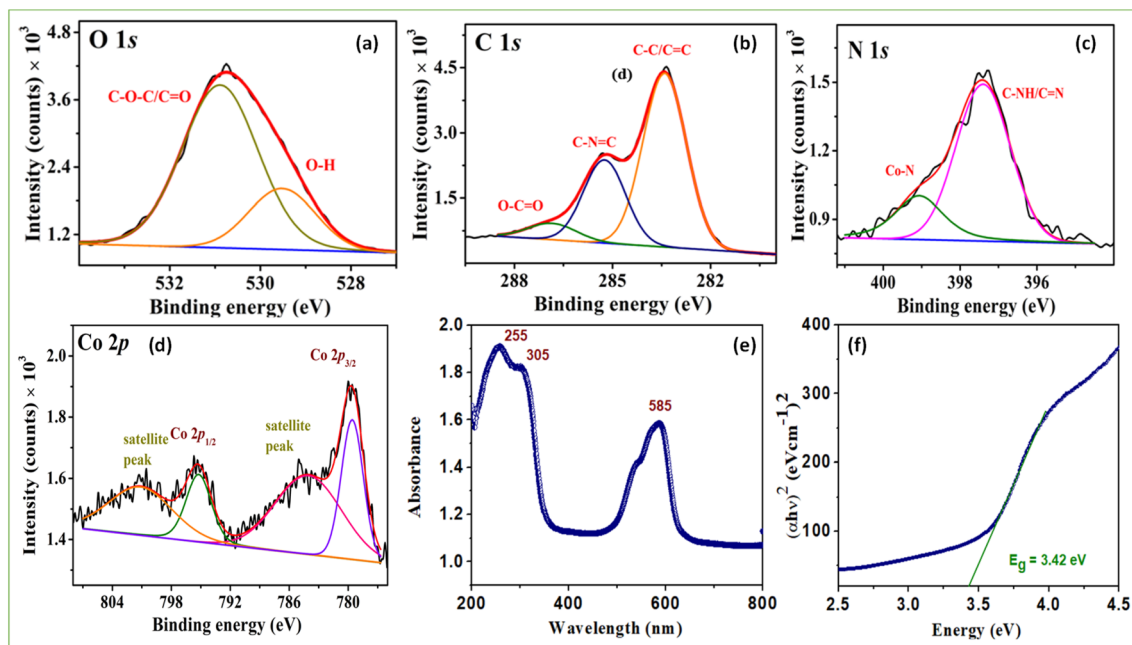 O 1s
(a)
4.8
3.6
2.4
1.2
C-O-C/C=O
O-H
532
530
528
Binding energy (eV)
Intensity (counts) × 10³
C 1s
(b)
(d)
4.5
3.0
1.5
C-C/C=C
C-N=C
O-C=O
288
285
282
Binding energy (eV)
Intensity (counts) × 10³
N 1s
(c)
1.5
1.2
0.9
C-NH/C=N
Co-N
400
398
396
Binding energy (eV)
Intensity (counts) × 10³
Co 2p
(d)
2.0
1.8
1.6
1.4
Co 2p3/2
satellite
peak
Co 2p1/2
satellite
peak
804
798
792
786
780
Binding energy (eV)
Intensity (counts) × 10³
(e)
2.0
1.8
1.6
1.4
1.2
1.0
255
305
585
200
400
600
800
Wavelength (nm)
Absorbance
(f)
400
300
200
100
Eg = 3.42 eV
2.5
3.0
3.5
4.0
4.5
Energy (eV)
(αhν)² (eVcm⁻¹)2